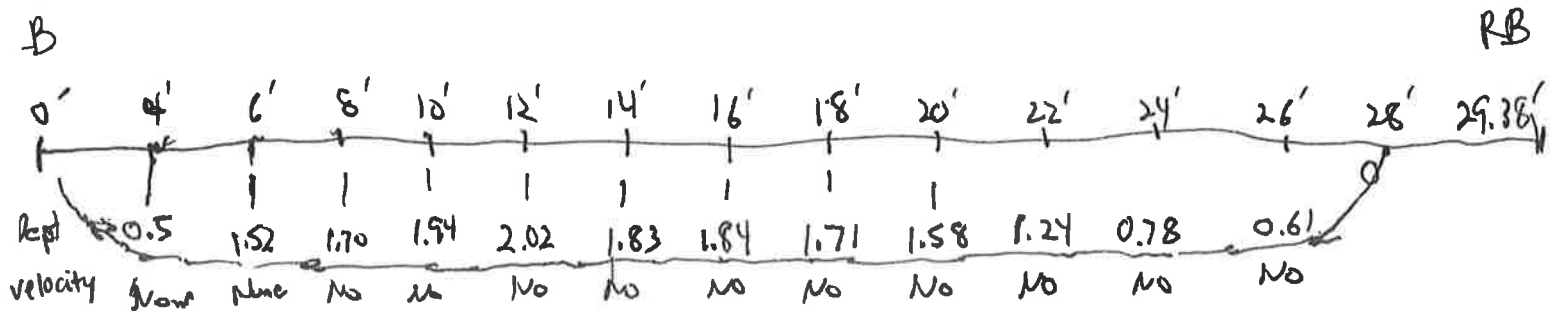 B RB
0' 4' 6' 8' 10' 12' 14' 16' 18' 20' 22' 24' 26' 28' 29.38'
0
Dept 0.5 1.52 1.70 1.94 2.02 1.83 1.84 1.71 1.58 1.24 0.78 0.61
velocity None None No No No No No No No No No No